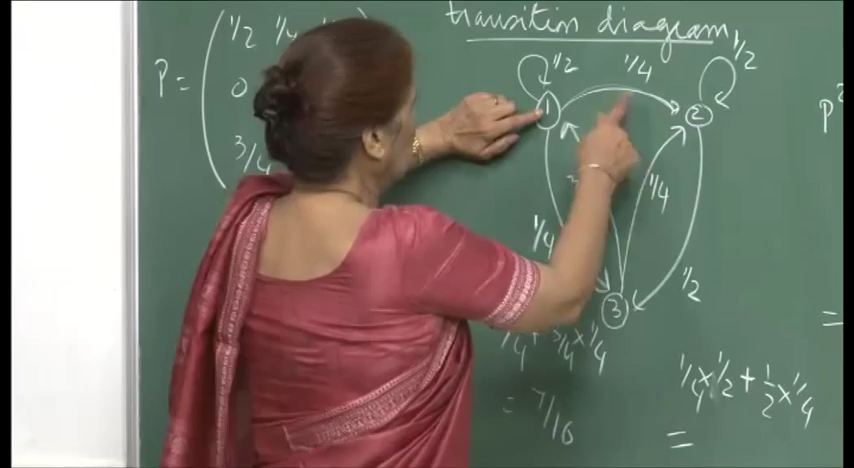 transition diagram
P = ( 1/2 1/4
0
3/4
1/2
1/4
1/2
1
2
P²
1/4
1/4
1/2
3
1/4 + 3/4 × 1/4
= 7/16
1/4 × 1/2 + 1/2 × 1/4
=
=